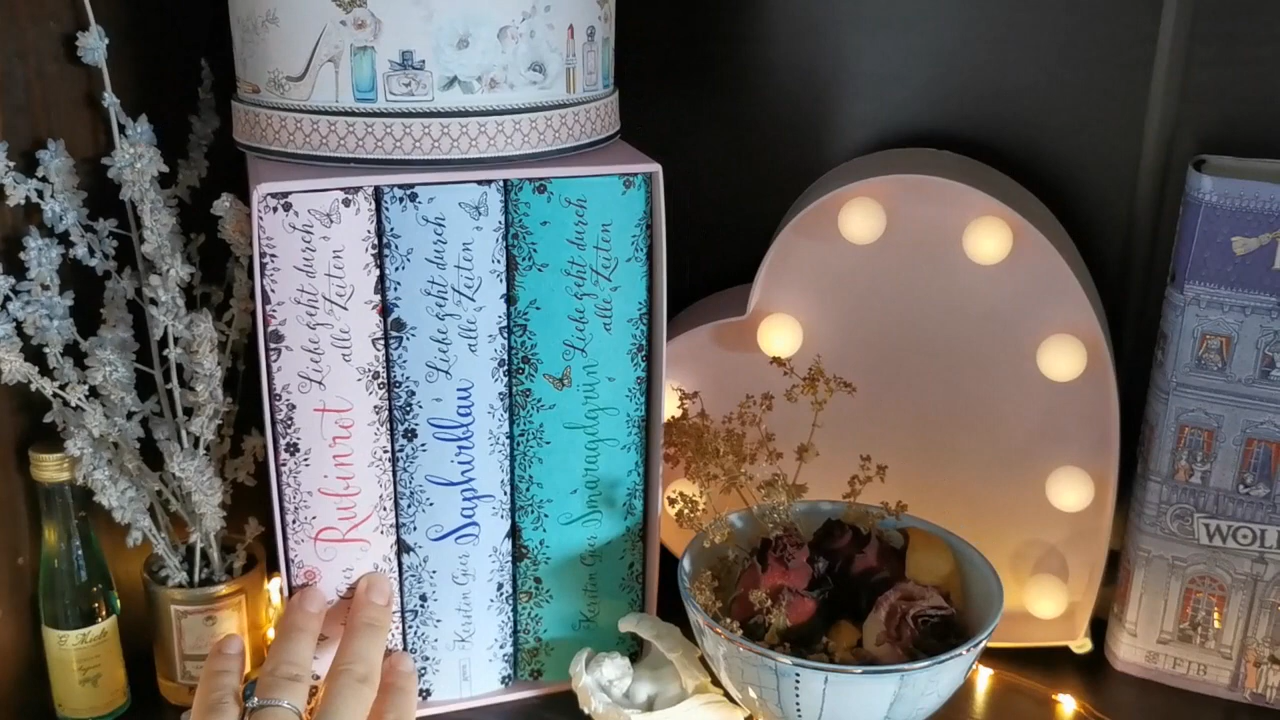 Liebe geht durch
alle Zeiten
Rubinrot
Liebe geht durch
alle Zeiten
Kerstin Gier Saphirblau
Liebe geht durch
alle Zeiten
Kerstin Gier Smaragdgrün
WOL
FJB